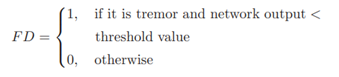 1, if it is tremor and network output <
FD = threshold value
0, otherwise